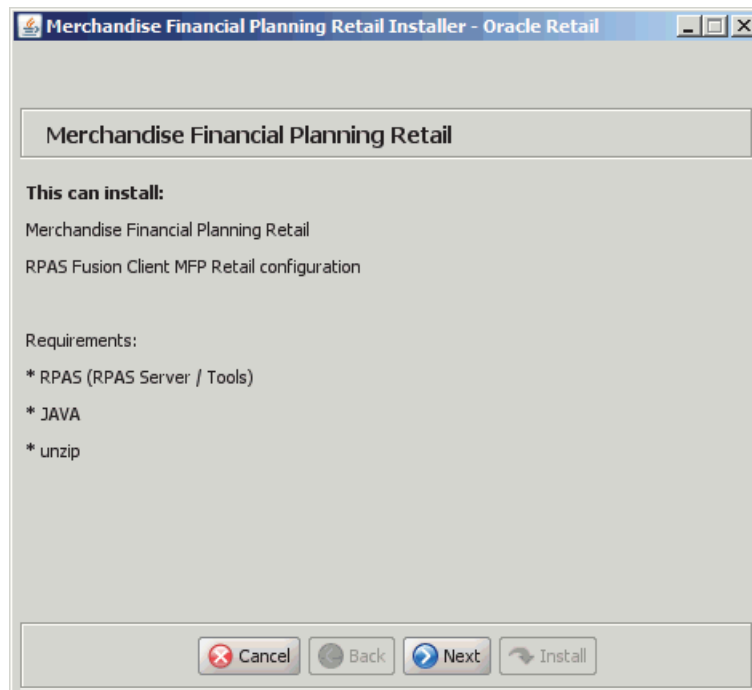 Merchandise Financial Planning Retail Installer - Oracle Retail
Merchandise Financial Planning Retail
This can install:
Merchandise Financial Planning Retail
RPAS Fusion Client MFP Retail configuration
Requirements:
* RPAS (RPAS Server / Tools)
* JAVA
* unzip
Cancel Back Next Install